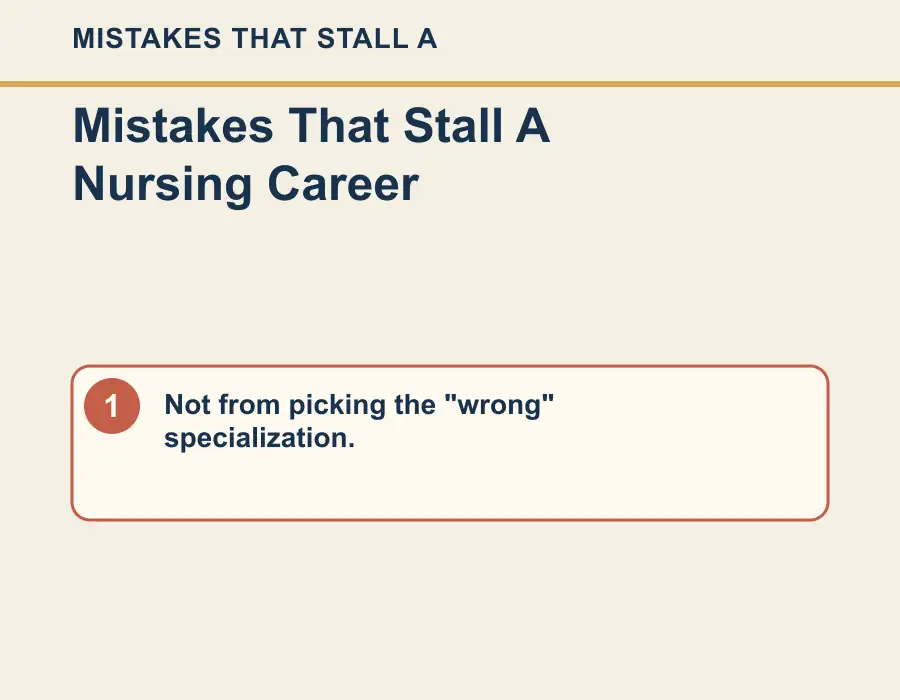 MISTAKES THAT STALL A
Mistakes That Stall A
Nursing Career
1
Not from picking the "wrong"
specialization.